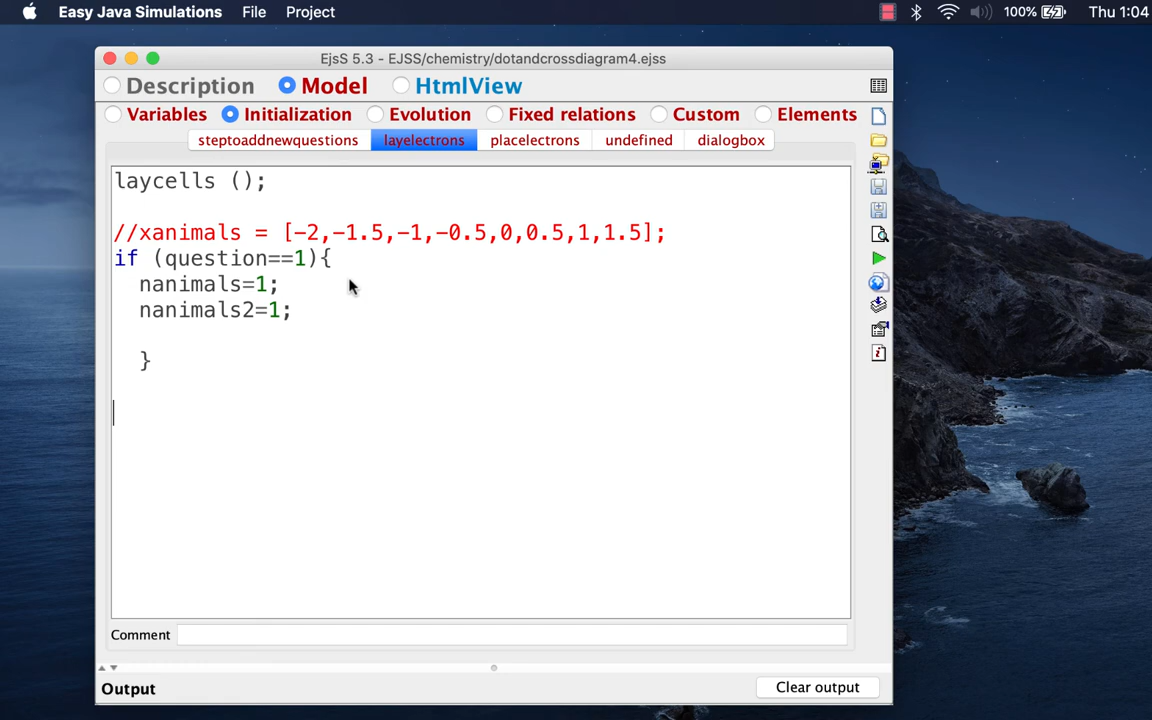 Easy Java Simulations File Project 100% Thu 1:04
EjsS 5.3 - EJSS/chemistry/dotandcrossdiagram4.ejss
Description Model HtmlView
Variables Initialization Evolution Fixed relations Custom Elements
steptoaddnewquestions layelectrons placelectrons undefined dialogbox
laycells ();
//xanimals = [-2,-1.5,-1,-0.5,0,0.5,1,1.5];
if (question==1){
nanimals=1;
nanimals2=1;
}
Comment
Output Clear output